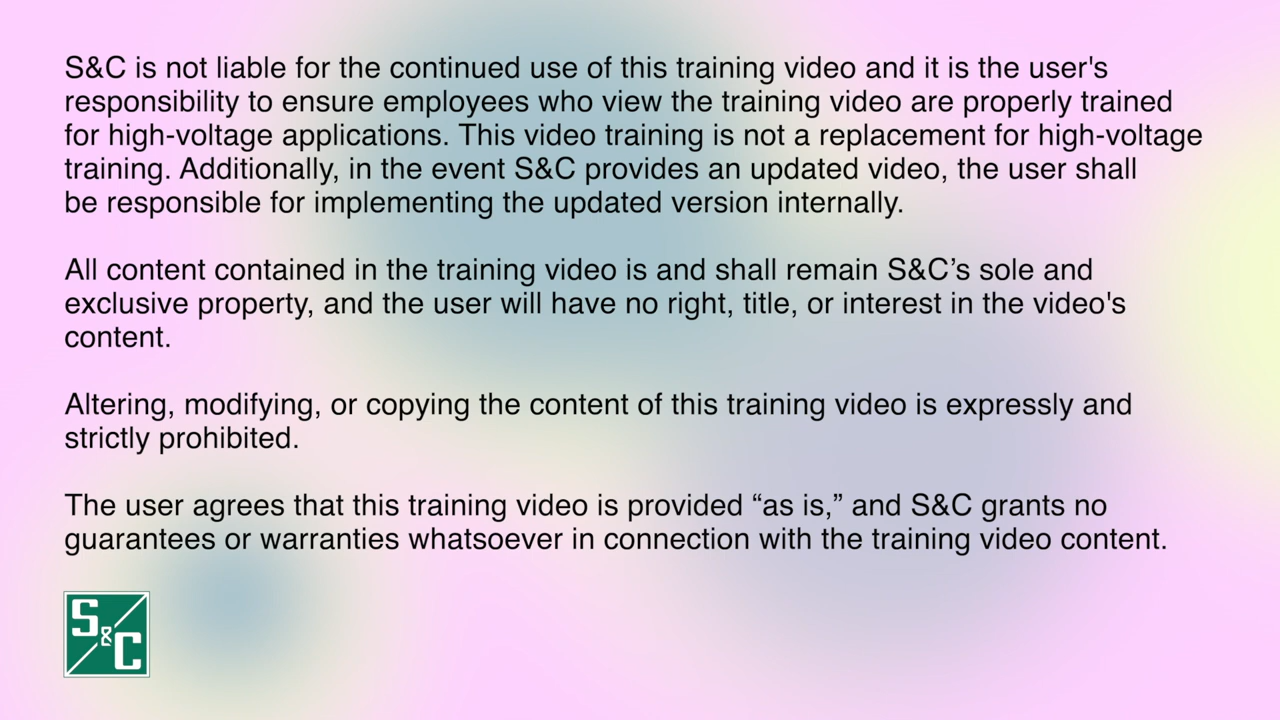 S&C is not liable for the continued use of this training video and it is the user's
responsibility to ensure employees who view the training video are properly trained
for high-voltage applications. This video training is not a replacement for high-voltage
training. Additionally, in the event S&C provides an updated video, the user shall
be responsible for implementing the updated version internally.
All content contained in the training video is and shall remain S&C’s sole and
exclusive property, and the user will have no right, title, or interest in the video's
content.
Altering, modifying, or copying the content of this training video is expressly and
strictly prohibited.
The user agrees that this training video is provided “as is,” and S&C grants no
guarantees or warranties whatsoever in connection with the training video content.
S&C